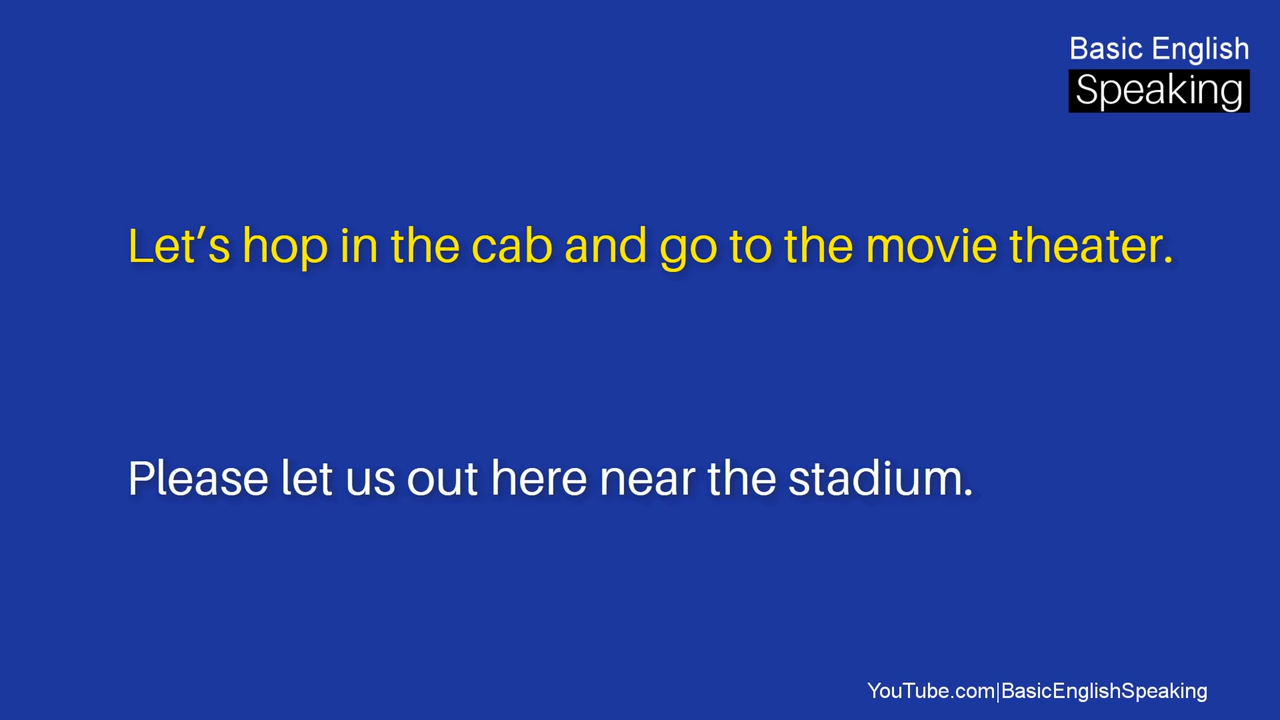 Basic English
Speaking
Let’s hop in the cab and go to the movie theater.
Please let us out here near the stadium.
YouTube.com|BasicEnglishSpeaking